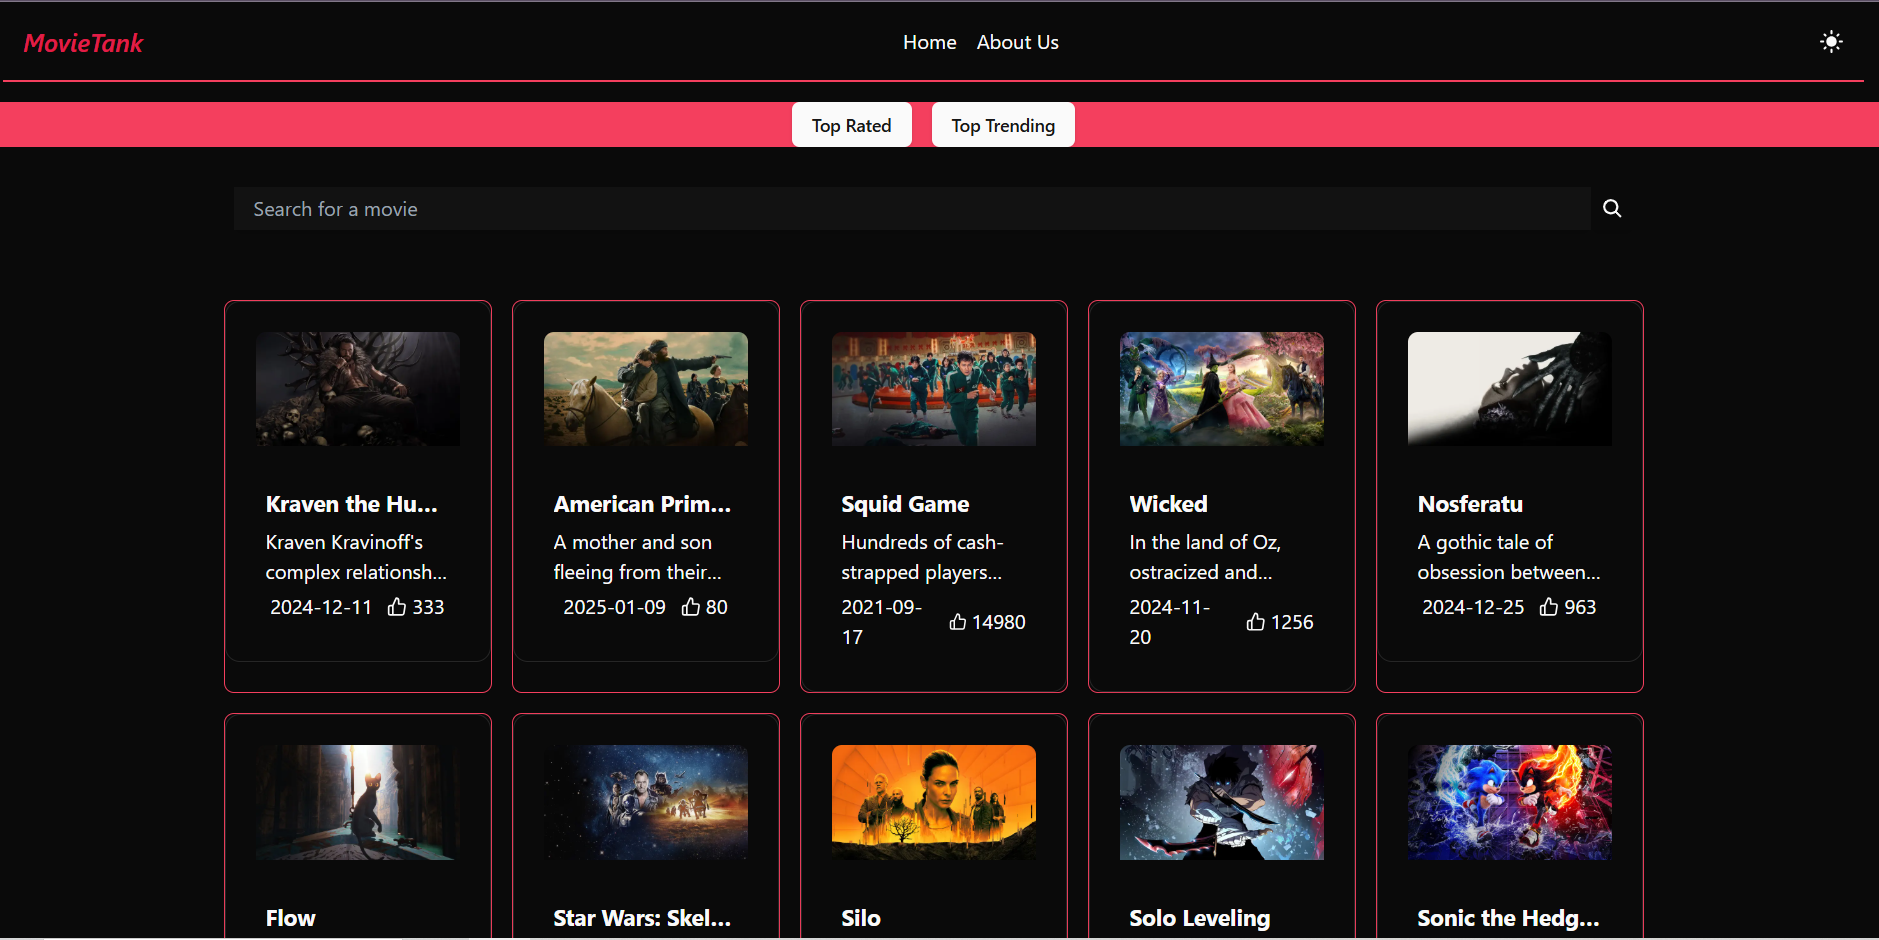 MovieTank
Home
About Us
Top Rated
Top Trending
Search for a movie
Kraven the Hu...
Kraven Kravinoff's
complex relationsh...
2024-12-11
333
American Prim...
A mother and son
fleeing from their...
2025-01-09
80
Squid Game
Hundreds of cash-
strapped players...
2021-09-
17
14980
Wicked
In the land of Oz,
ostracized and...
2024-11-
20
1256
Nosferatu
A gothic tale of
obsession between...
2024-12-25
963
Flow
Star Wars: Skel...
Silo
Solo Leveling
Sonic the Hedg...